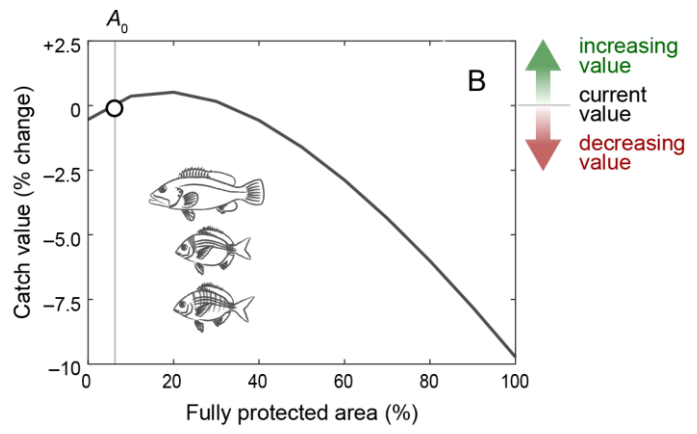 A0
+2.5
0
−2.5
−5.0
−7.5
−10
Catch value (% change)
B
0
20
40
60
80
100
Fully protected area (%)
increasing
value
current
value
decreasing
value